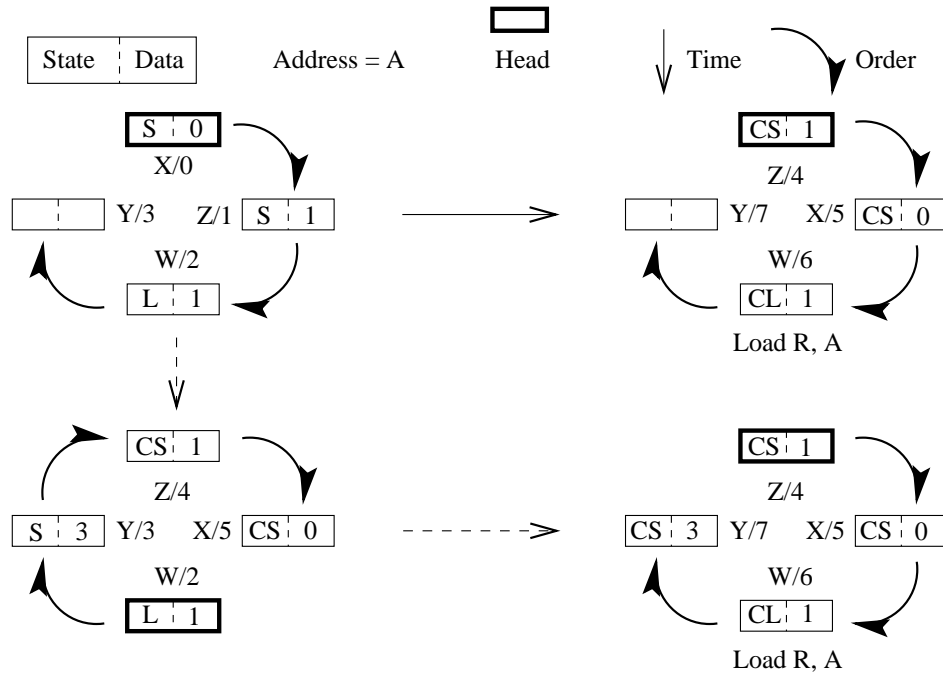 State Data
Address = A
Head
Time
Order
S 0
X/0
Y/3
Z/1
S 1
W/2
L 1
CS 1
Z/4
Y/7
X/5
CS 0
W/6
CL 1
Load R, A
CS 1
Z/4
S 3
Y/3
X/5
CS 0
W/2
L 1
CS 1
Z/4
CS 3
Y/7
X/5
CS 0
W/6
CL 1
Load R, A